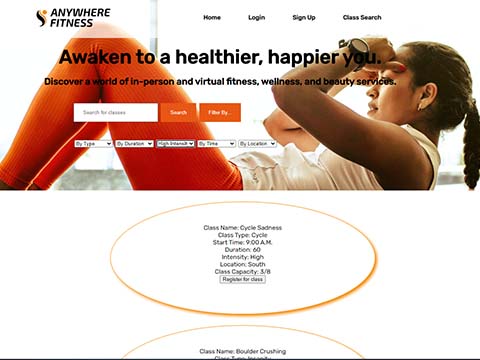 ANYWHERE
FITNESS
Home Login Sign Up Class Search
Awaken to a healthier, happier you.
Discover a world of in-person and virtual fitness, wellness, and beauty services.
Search for classes Search Filter By...
By Type By Duration High Intensit By Time By Location
Class Name: Cycle Sadness
Class Type: Cycle
Start Time: 9:00 A.M.
Duration: 60
Intensity: High
Location: South
Class Capacity: 3/8
Register for class
Class Name: Boulder Crushing
Class Type: Insanity